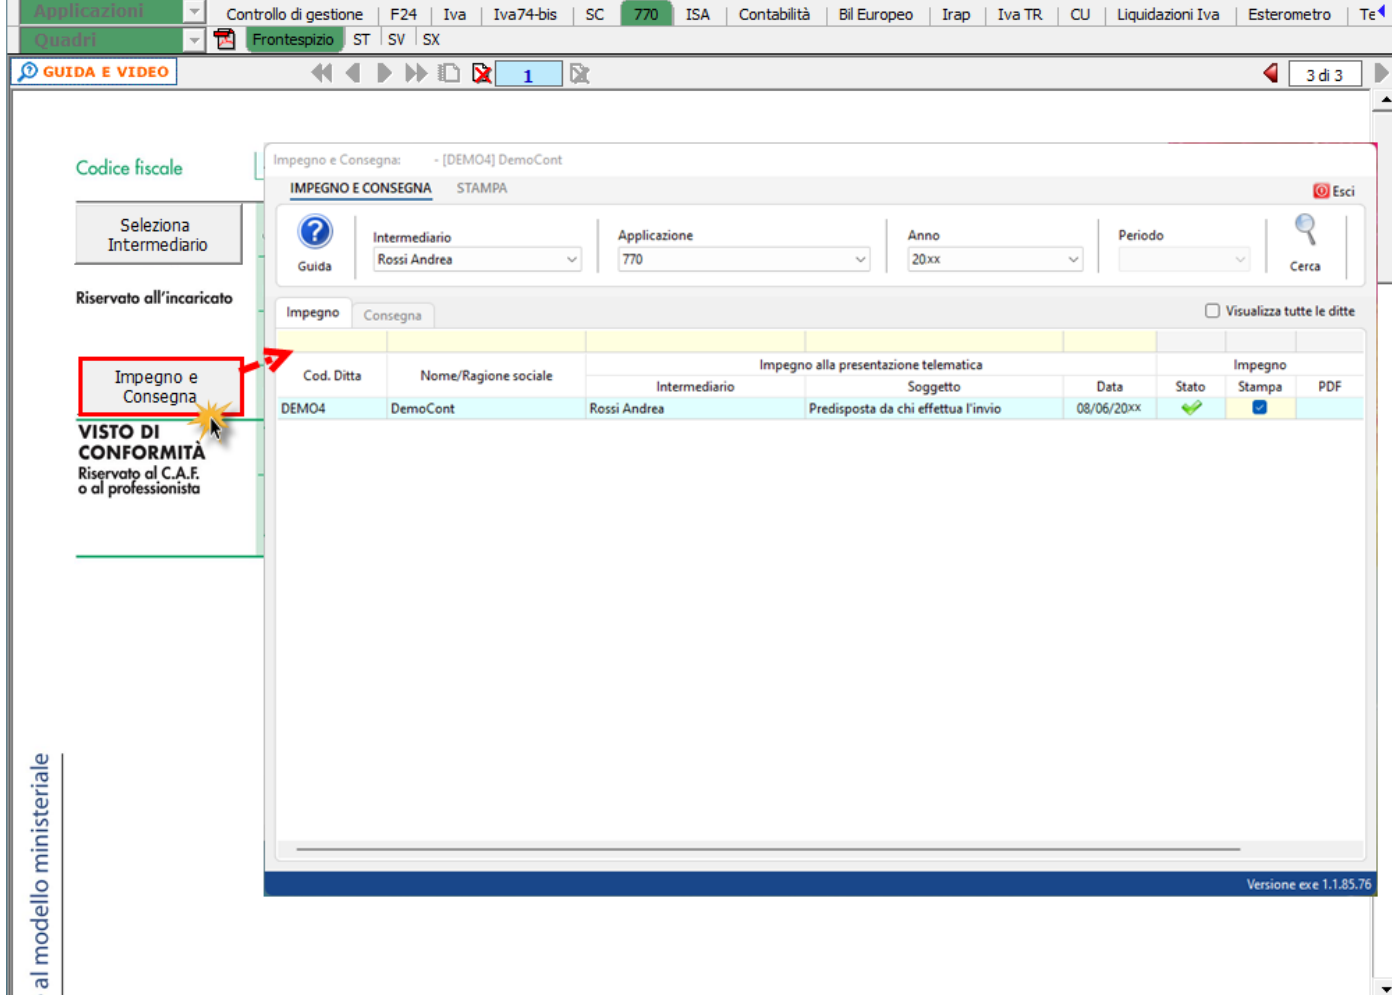 Applicazioni
Controllo di gestione F24 Iva Iva74-bis SC 770 ISA Contabilità Bil Europeo Irap Iva TR CU Liquidazioni Iva Esterometro Te
Quadri
Frontespizio ST SV SX
GUIDA E VIDEO
1
3 di 3
Codice fiscale
Impegno e Consegna: - [DEMO4] DemoCont
IMPEGNO E CONSEGNA STAMPA
Esci
Seleziona
Intermediario
Guida
Intermediario
Rossi Andrea
Applicazione
770
Anno
20xx
Periodo
Cerca
Riservato all'incaricato
Impegno Consegna
Visualizza tutte le ditte
Impegno e
Consegna
Cod. Ditta Nome/Ragione sociale Impegno alla presentazione telematica Impegno
Intermediario Soggetto Data Stato Stampa PDF
DEMO4 DemoCont Rossi Andrea Predisposta da chi effettua l'invio 08/06/20xx
VISTO DI
CONFORMITÀ
Riservato al C.A.F.
o al professionista
al modello ministeriale
Versione exe 1.1.85.76